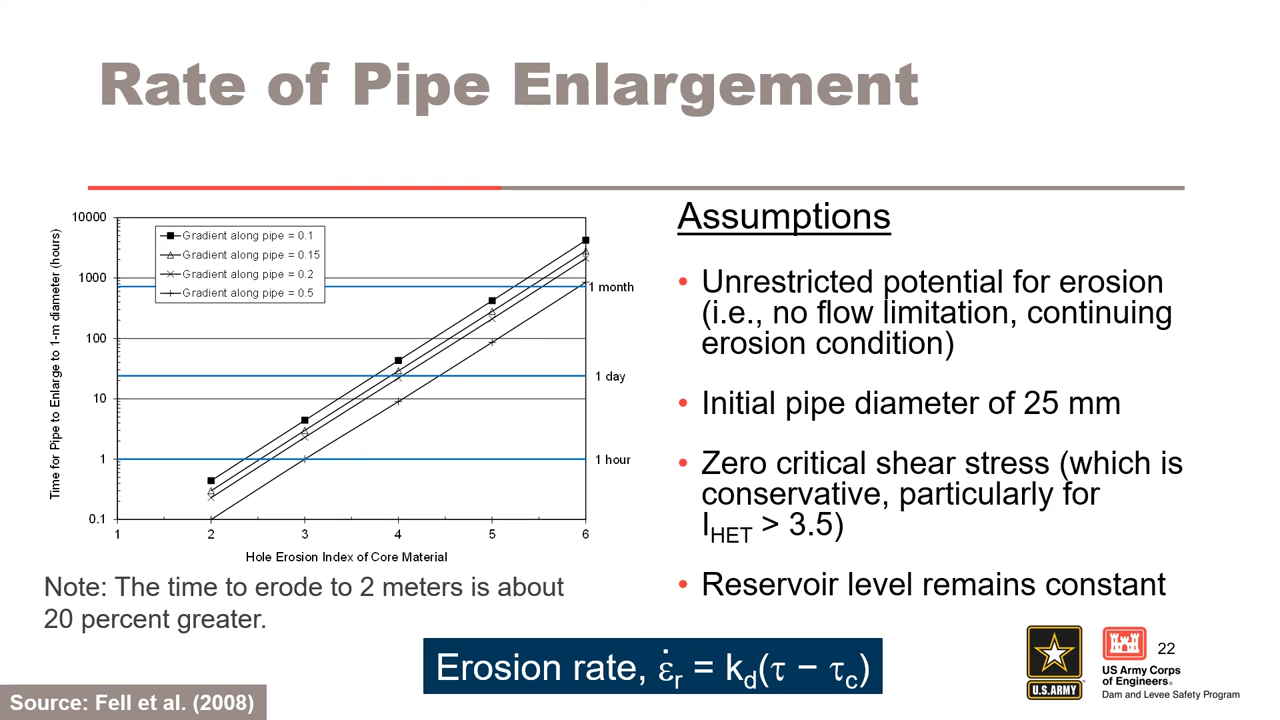 Rate of Pipe Enlargement
Time for Pipe to Enlarge to 1-m diameter (hours)
10000
1000
100
10
1
0.1
Gradient along pipe = 0.1
Gradient along pipe = 0.15
Gradient along pipe = 0.2
Gradient along pipe = 0.5
1 month
1 day
1 hour
1 2 3 4 5 6
Hole Erosion Index of Core Material
Note: The time to erode to 2 meters is about
20 percent greater.
Assumptions
• Unrestricted potential for erosion
(i.e., no flow limitation, continuing
erosion condition)
• Initial pipe diameter of 25 mm
• Zero critical shear stress (which is
conservative, particularly for
I_HET > 3.5)
• Reservoir level remains constant
Erosion rate, ε̇_r = k_d(τ − τ_c)
Source: Fell et al. (2008)
U.S.ARMY
22
US Army Corps
of Engineers®
Dam and Levee Safety Program